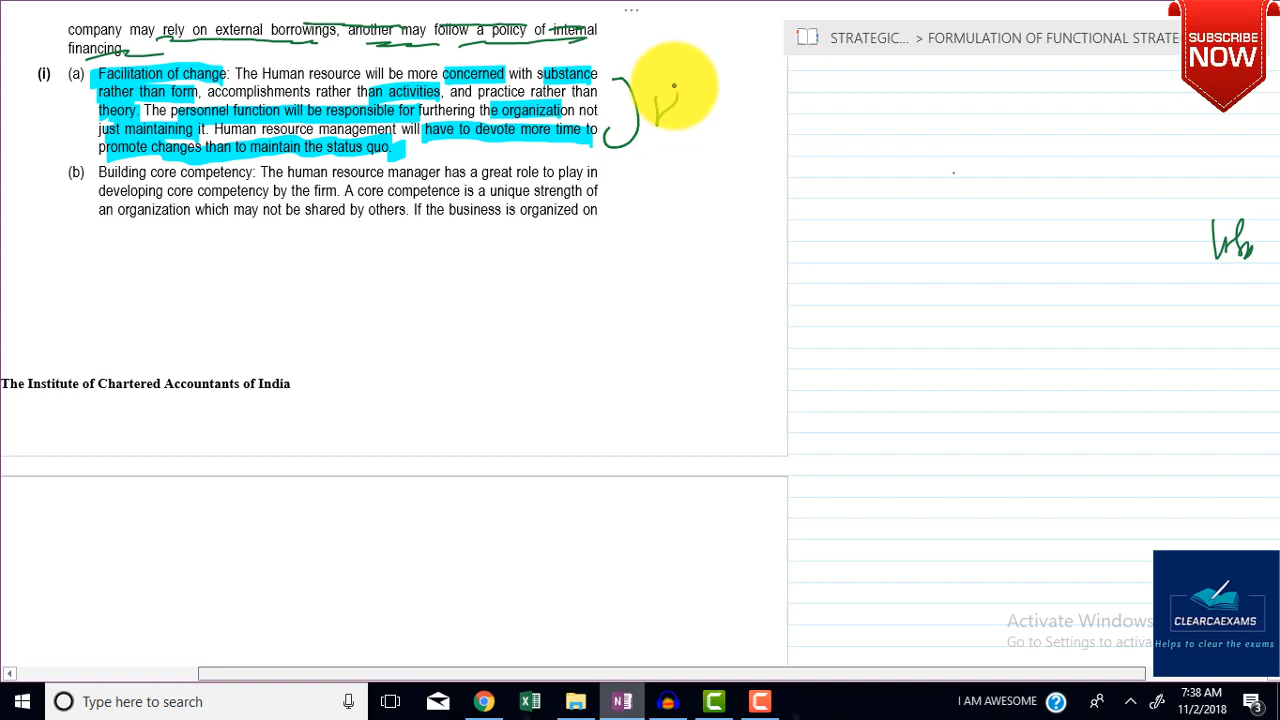 company may rely on external borrowings, another may follow a policy of internal
financing.
(i) (a) Facilitation of change: The Human resource will be more concerned with substance
rather than form, accomplishments rather than activities, and practice rather than
theory. The personnel function will be responsible for furthering the organization not
just maintaining it. Human resource management will have to devote more time to
promote changes than to maintain the status quo.
(b) Building core competency: The human resource manager has a great role to play in
developing core competency by the firm. A core competence is a unique strength of
an organization which may not be shared by others. If the business is organized on
The Institute of Chartered Accountants of India
STRATEGIC... > FORMULATION OF FUNCTIONAL STRATE
SUBSCRIBE
NOW
Activate Windows
Go to Settings to activa
CLEARCAEXAMS
Helps to clear the exams
Type here to search
I AM AWESOME
7:38 AM
11/2/2018
3